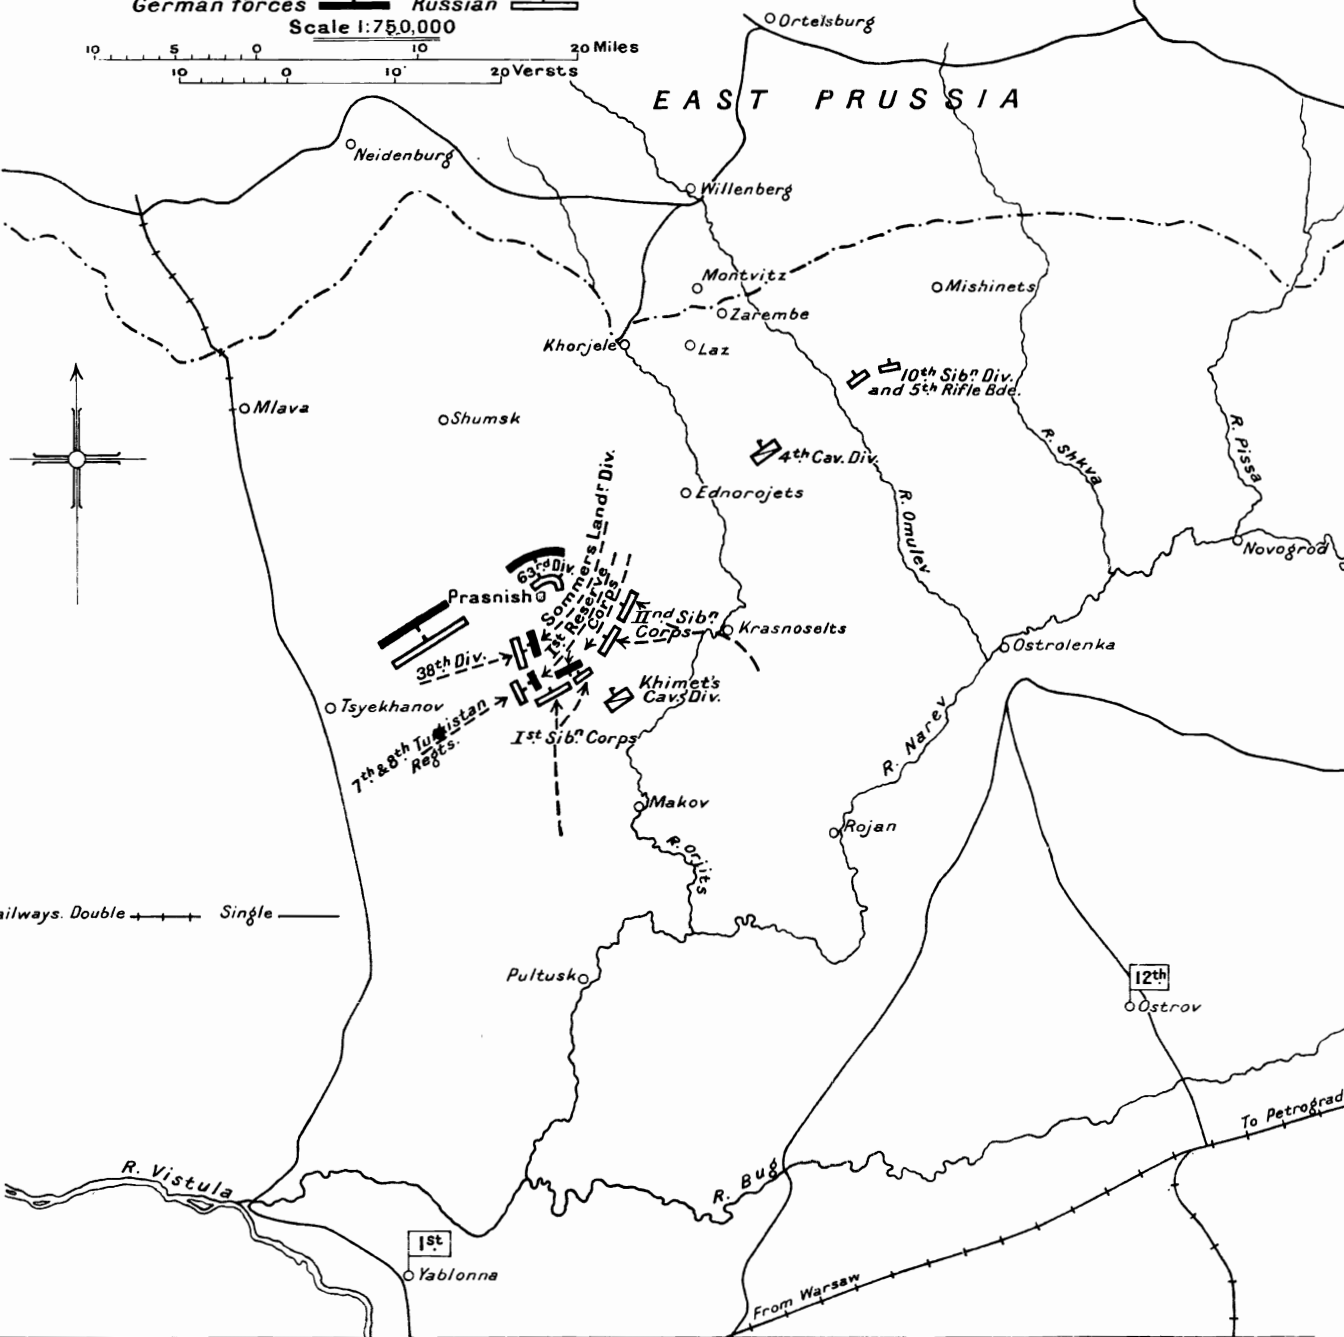 German forces Russian
Scale 1:750,000
10 5 0 10 20 Miles
10 0 10 20 Versts
Ortelsburg
EAST PRUSSIA
Neidenburg
Willenberg
Montvitz
Mishinets
Zarembe
Khorjele
Laz
10th Sibn. Div.
and 5th Rifle Bde.
Mlava
Shumsk
R. Shkva
R. Pissa
4th Cav. Div.
Ednorojets
R. Omulev
Novogrod
Sommers Landr. Div.
1st Reserve
Corps
63rd Div.
Prasnish
IInd Sibn.
Corps
Krasnoselts
Ostrolenka
38th Div.
Khimet's
Cav. Div.
Tsyekhanov
7th & 8th Turkistan
Regts.
Ist Sibn. Corps
R. Narev
Makov
Rojan
R. Orjits
ailways. Double Single
Pultusk
12th
Ostrov
To Petrograd
R. Vistula
R. Bug
1st
Yablonna
From Warsaw